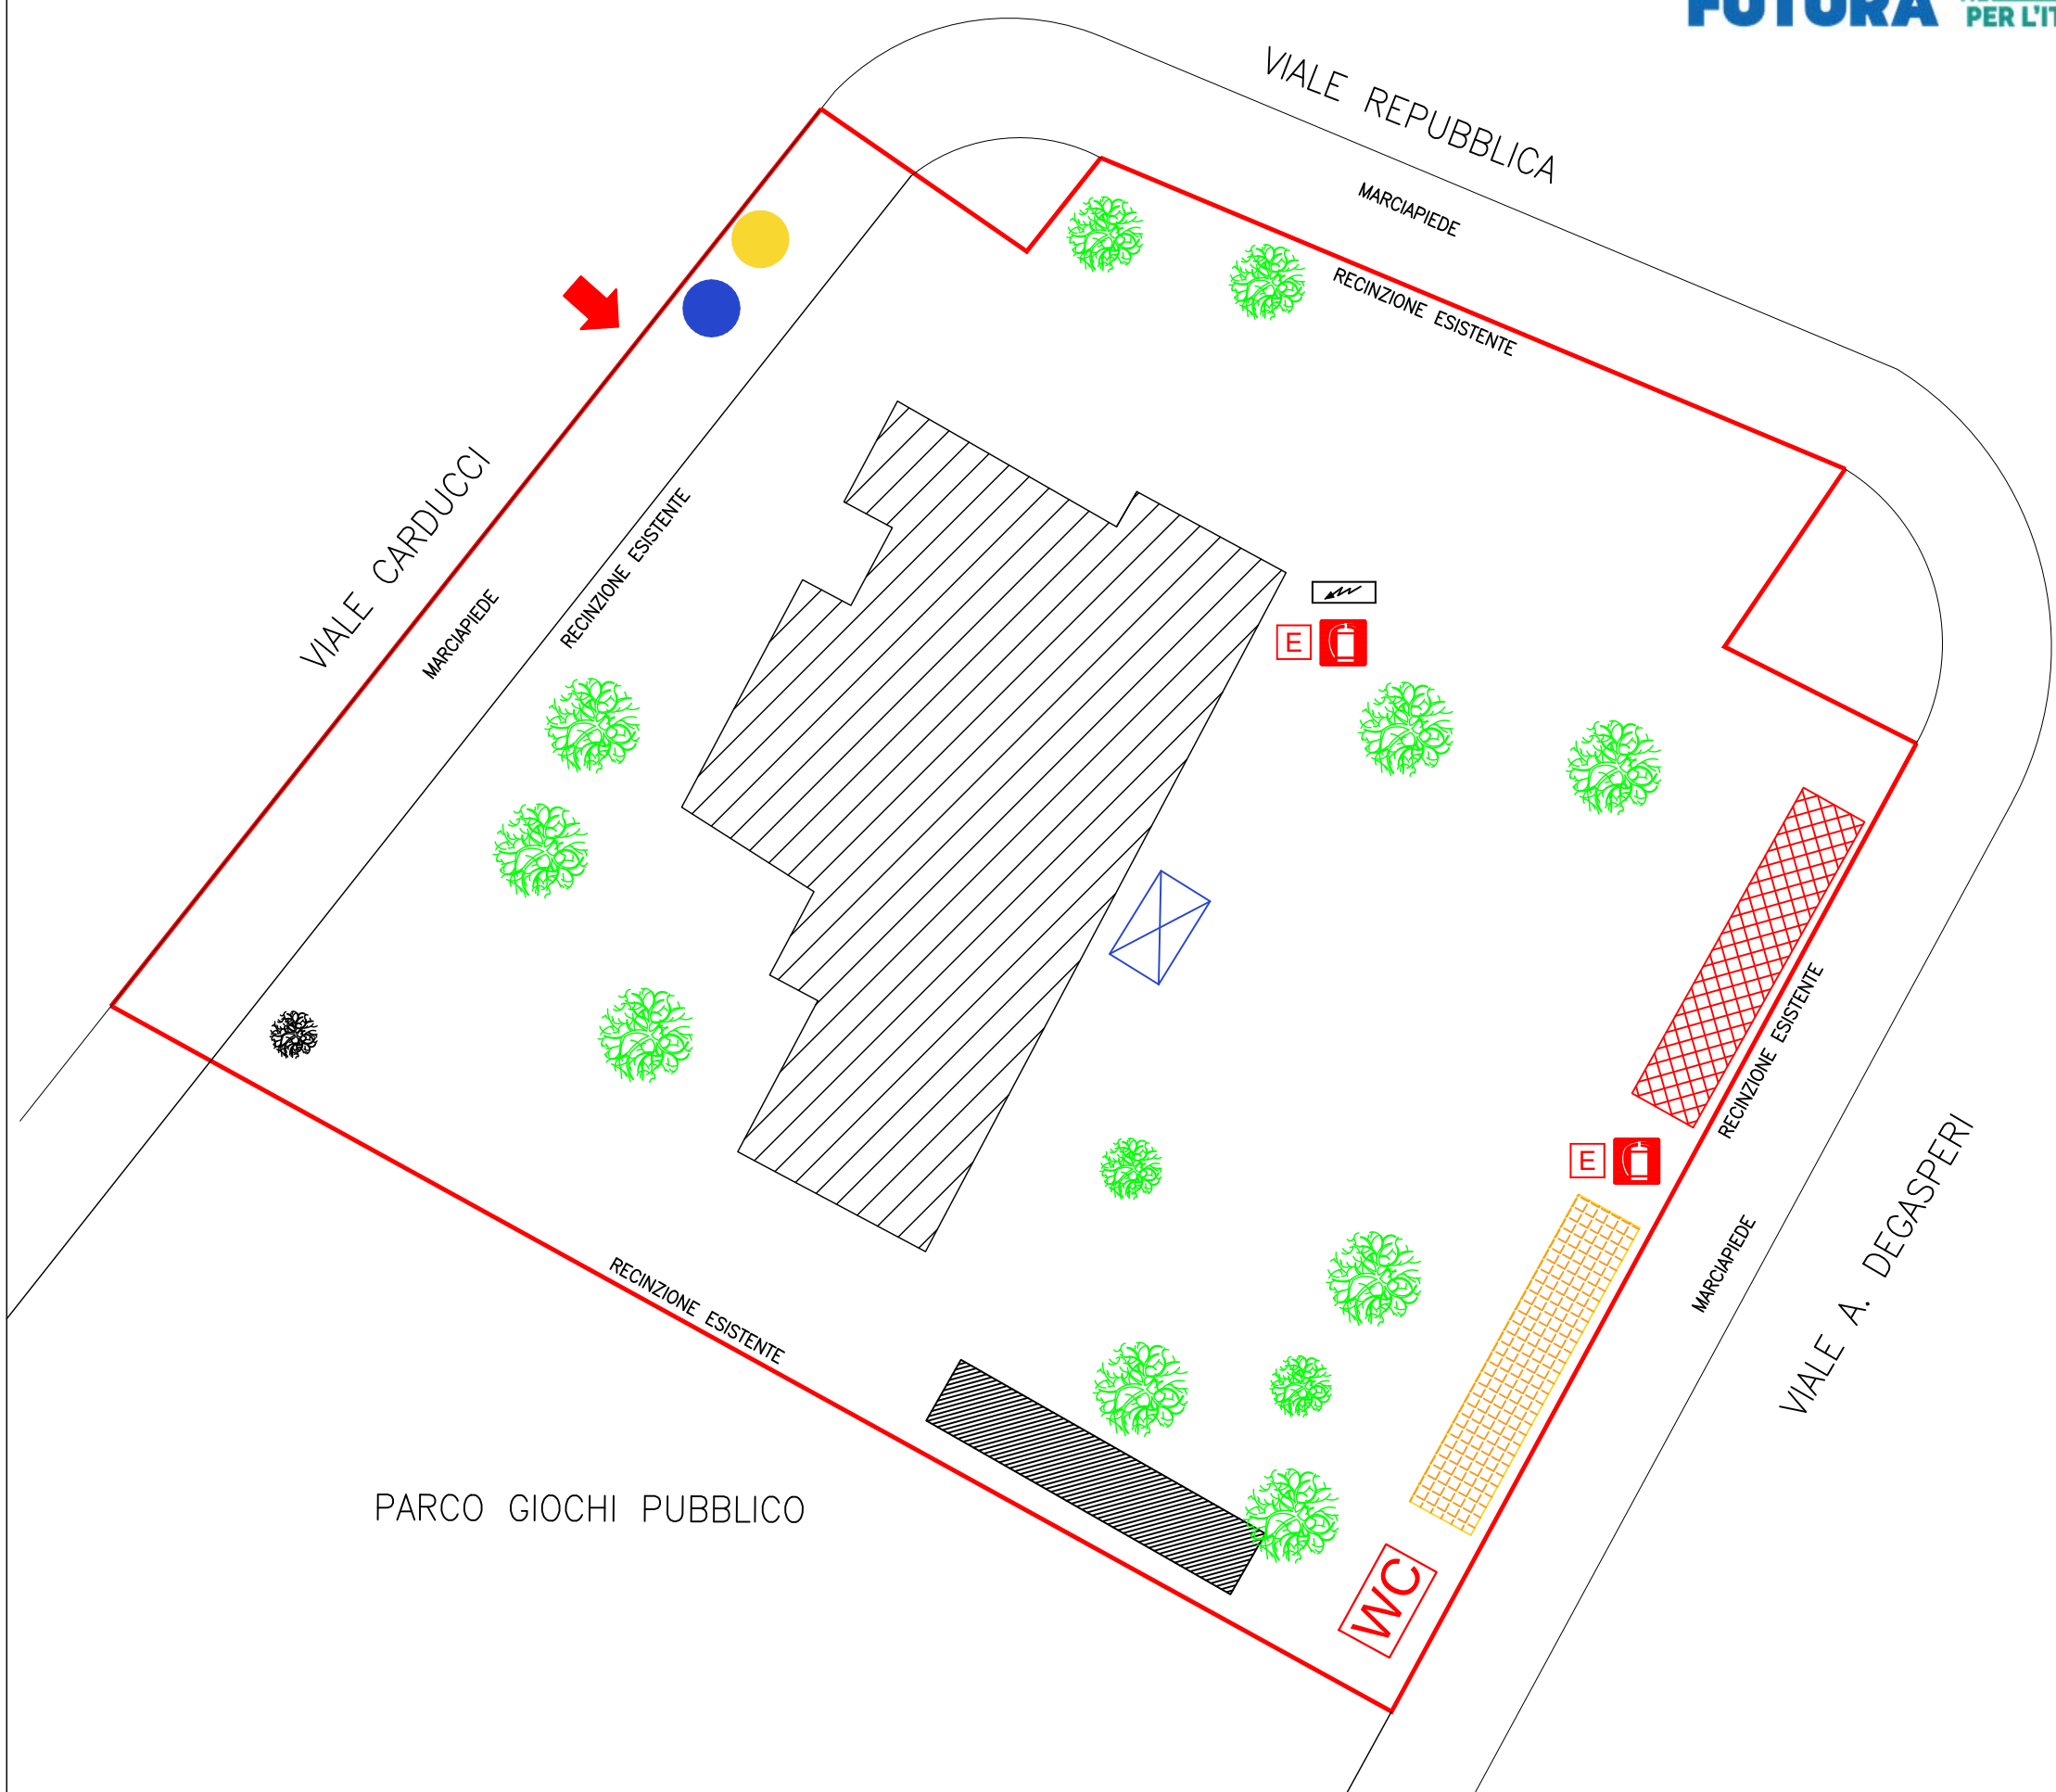 FUTURA
PER L'IT
VIALE REPUBBLICA
MARCIAPIEDE
RECINZIONE ESISTENTE
VIALE CARDUCCI
MARCIAPIEDE
RECINZIONE ESISTENTE
E
RECINZIONE ESISTENTE
E
MARCIAPIEDE
VIALE A. DEGASPERI
RECINZIONE ESISTENTE
PARCO GIOCHI PUBBLICO
WC